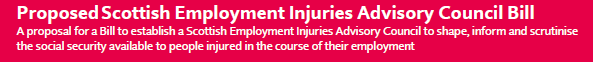 Proposed Scottish Employment Injuries Advisory Council Bill
A proposal for a Bill to establish a Scottish Employment Injuries Advisory Council to shape, inform and scrutinise
the social security available to people injured in the course of their employment